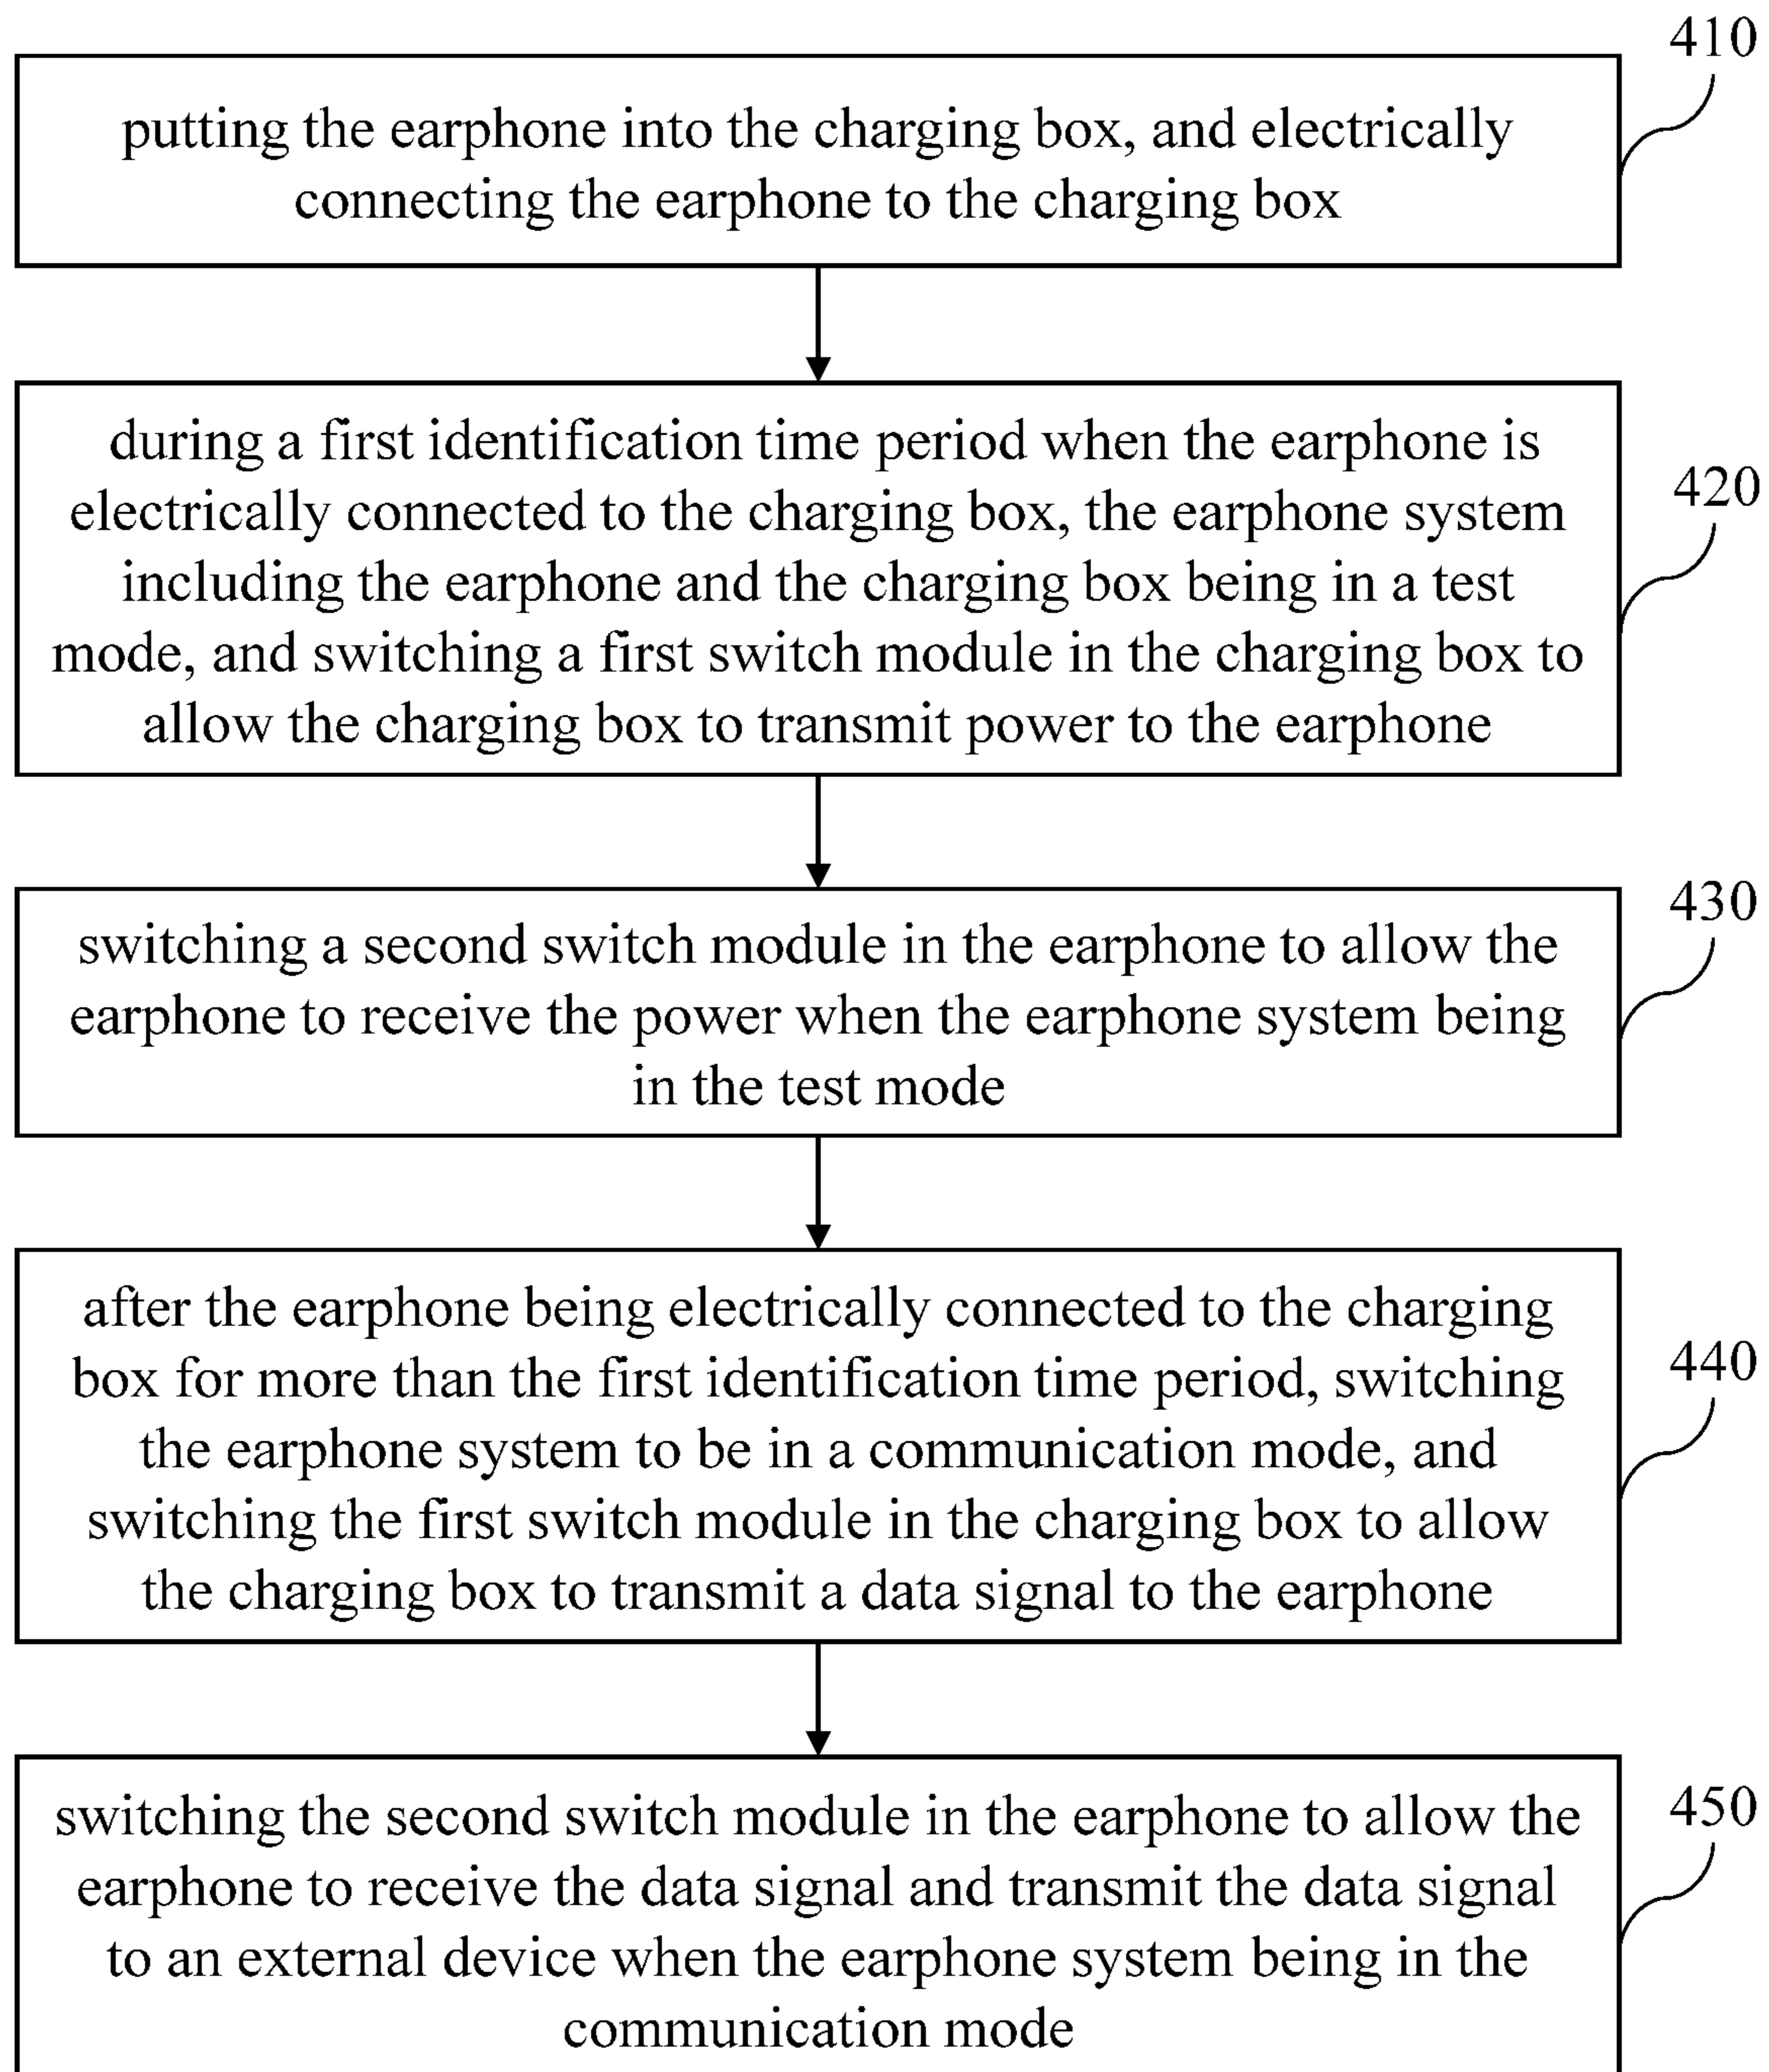 410
putting the earphone into the charging box, and electrically
connecting the earphone to the charging box
during a first identification time period when the earphone is
electrically connected to the charging box, the earphone system
including the earphone and the charging box being in a test
mode, and switching a first switch module in the charging box to
allow the charging box to transmit power to the earphone
420
switching a second switch module in the earphone to allow the
earphone to receive the power when the earphone system being
in the test mode
430
after the earphone being electrically connected to the charging
box for more than the first identification time period, switching
the earphone system to be in a communication mode, and
switching the first switch module in the charging box to allow
the charging box to transmit a data signal to the earphone
440
switching the second switch module in the earphone to allow the
earphone to receive the data signal and transmit the data signal
to an external device when the earphone system being in the
communication mode
450